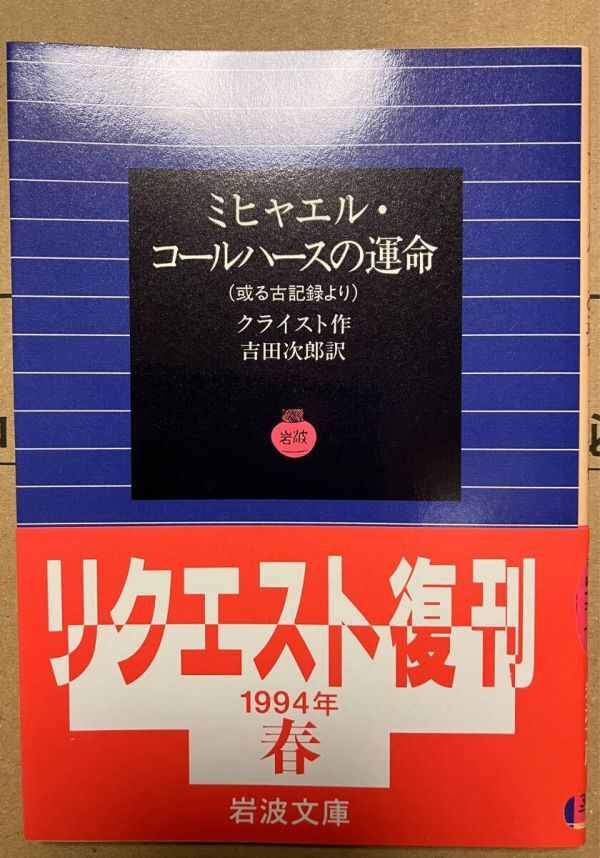 ミヒャエル・
コールハースの運命
(或る古記録より)
クライスト作
吉田次郎訳
岩波
リクエスト復刊
1994年
春
岩波文庫